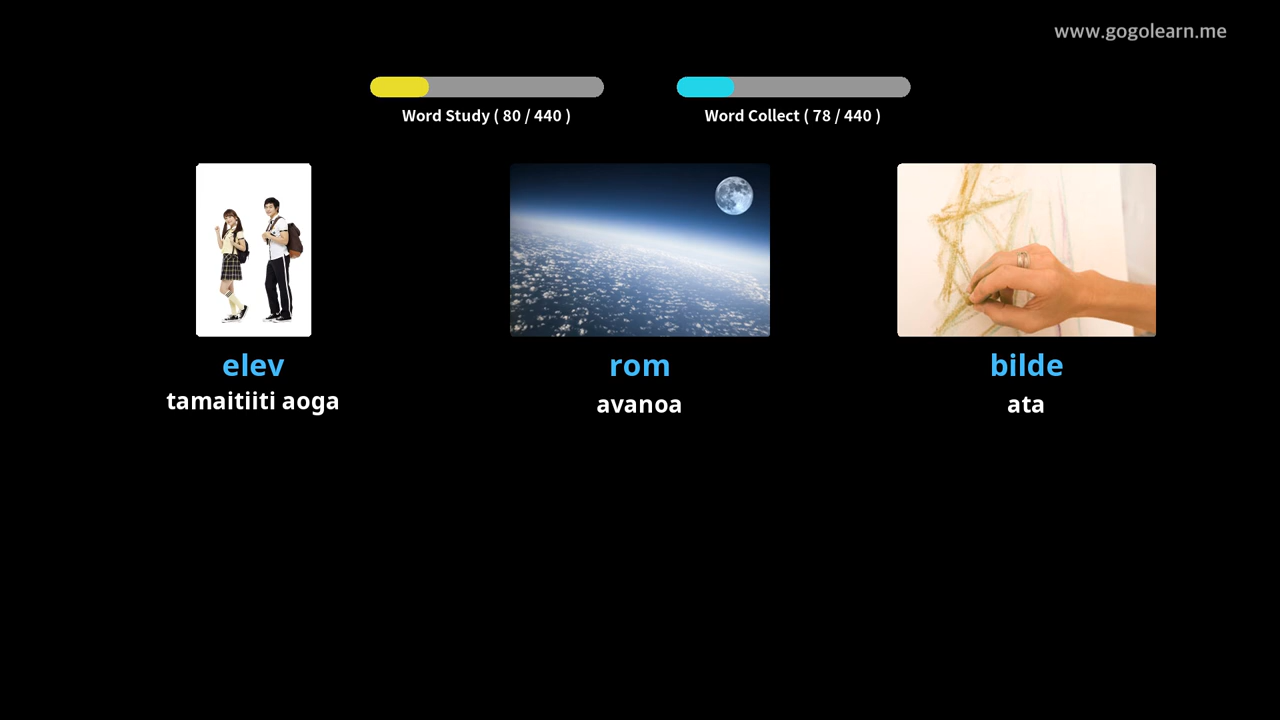 www.gogolearn.me
Word Study ( 80 / 440 )
Word Collect ( 78 / 440 )
elev
tamaitiiti aoga
rom
avanoa
bilde
ata